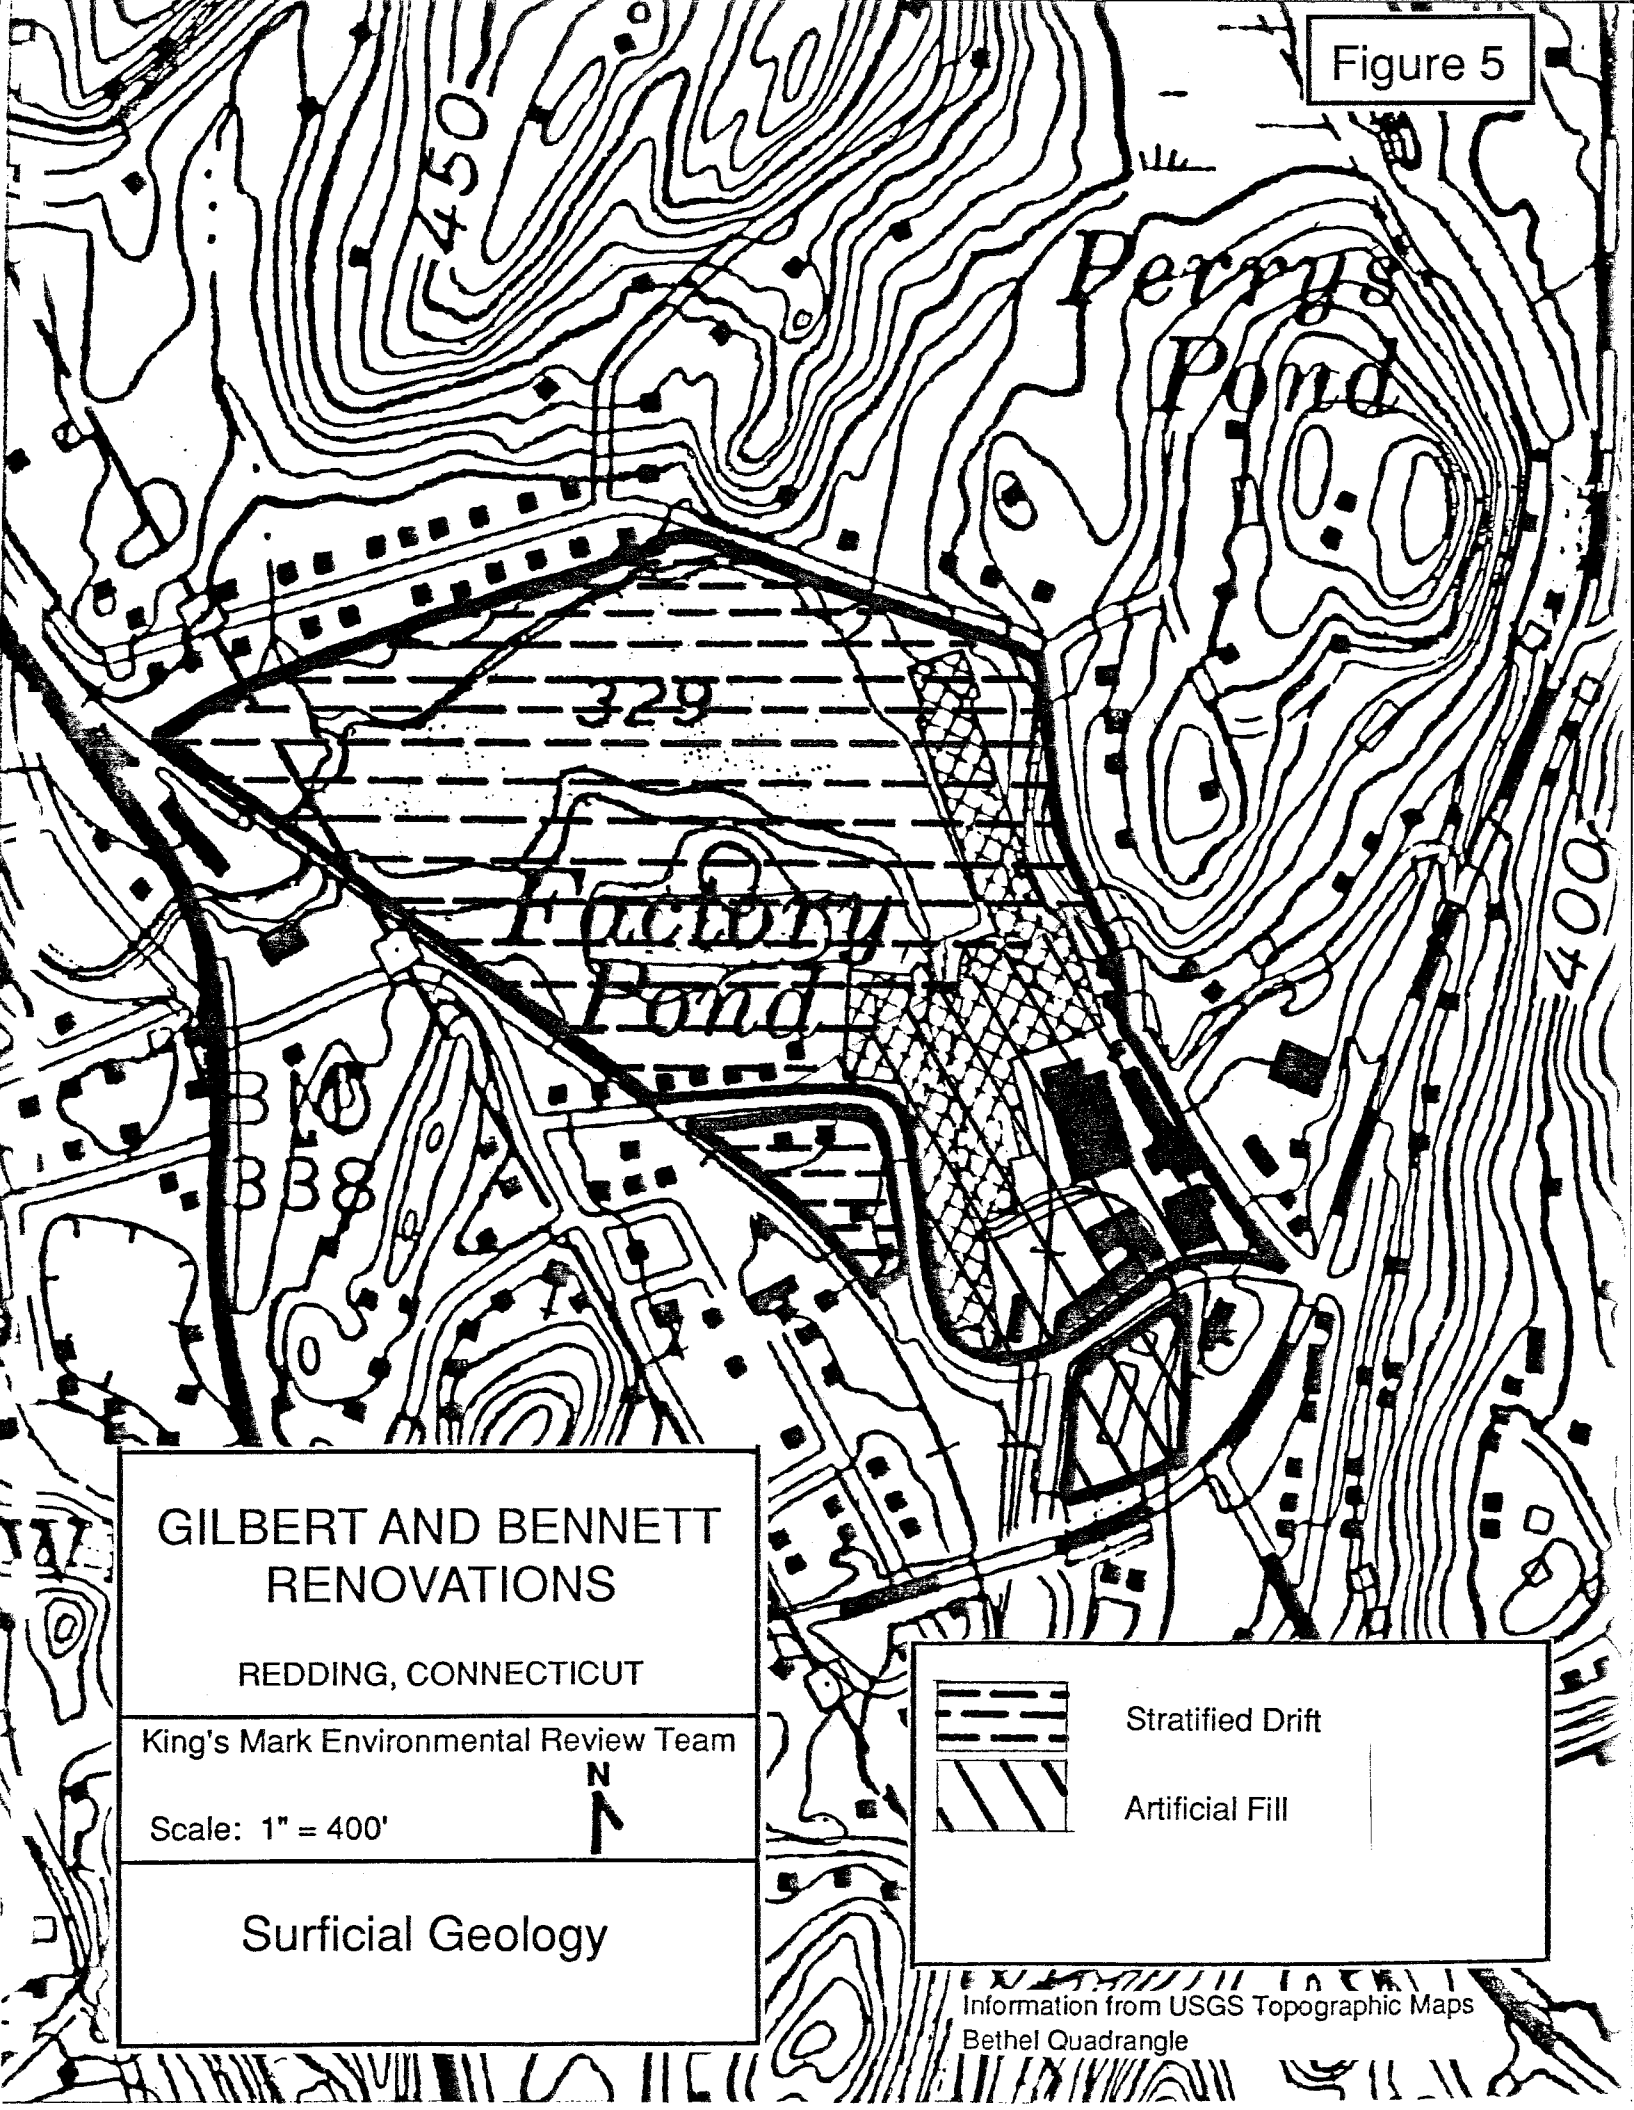 Figure 5
450
Perrys
Pond
329
Factory
Pond
400
338
GILBERT AND BENNETT
RENOVATIONS
REDDING, CONNECTICUT
King's Mark Environmental Review Team
N
Scale: 1" = 400'
Surficial Geology
Stratified Drift
Artificial Fill
Information from USGS Topographic Maps
Bethel Quadrangle